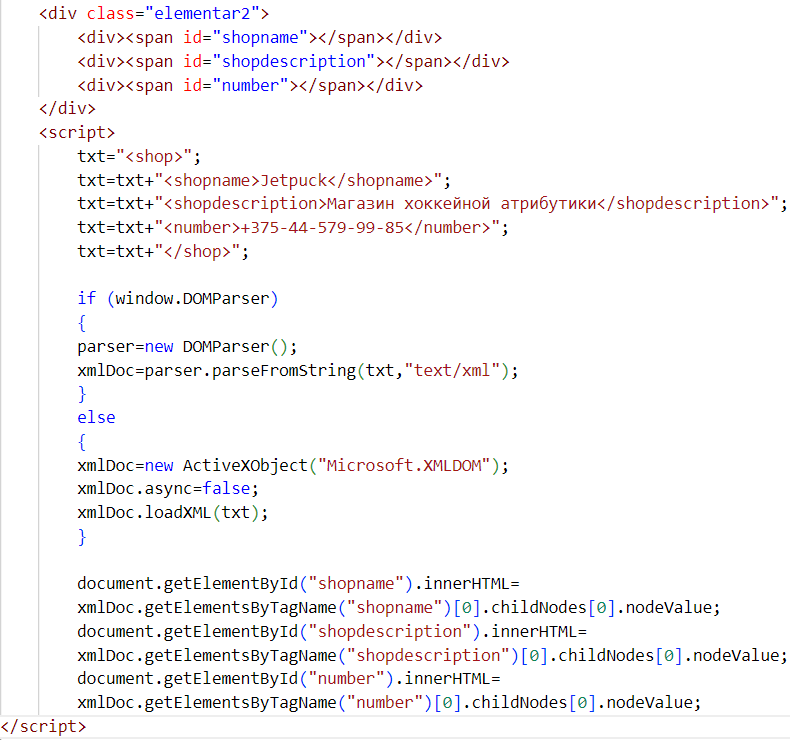 <div class="elementar2">
<div><span id="shopname"></span></div>
<div><span id="shopdescription"></span></div>
<div><span id="number"></span></div>
</div>
<script>
txt="<shop>";
txt=txt+"<shopname>Jetpuck</shopname>";
txt=txt+"<shopdescription>Магазин хоккейной атрибутики</shopdescription>";
txt=txt+"<number>+375-44-579-99-85</number>";
txt=txt+"</shop>";
if (window.DOMParser)
{
parser=new DOMParser();
xmlDoc=parser.parseFromString(txt,"text/xml");
}
else
{
xmlDoc=new ActiveXObject("Microsoft.XMLDOM");
xmlDoc.async=false;
xmlDoc.loadXML(txt);
}
document.getElementById("shopname").innerHTML=
xmlDoc.getElementsByTagName("shopname")[0].childNodes[0].nodeValue;
document.getElementById("shopdescription").innerHTML=
xmlDoc.getElementsByTagName("shopdescription")[0].childNodes[0].nodeValue;
document.getElementById("number").innerHTML=
xmlDoc.getElementsByTagName("number")[0].childNodes[0].nodeValue;
</script>